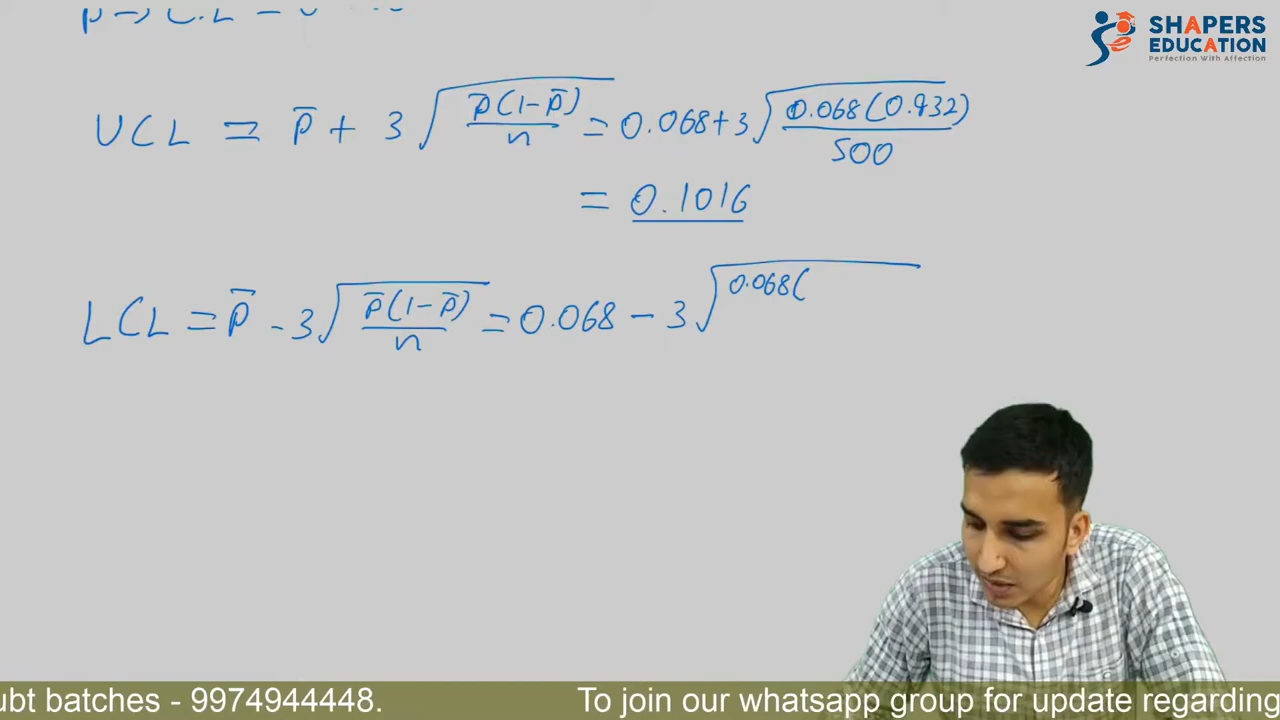 SHAPERS
EDUCATION
Perfection With Affection
UCL = p̄ + 3√(p̄(1-p̄)/n) = 0.068+3√(0.068(0.932)/500)
= 0.1016
LCL = p̄ - 3√(p̄(1-p̄)/n) = 0.068 - 3√(0.068(
ubt batches - 9974944448. To join our whatsapp group for update regarding